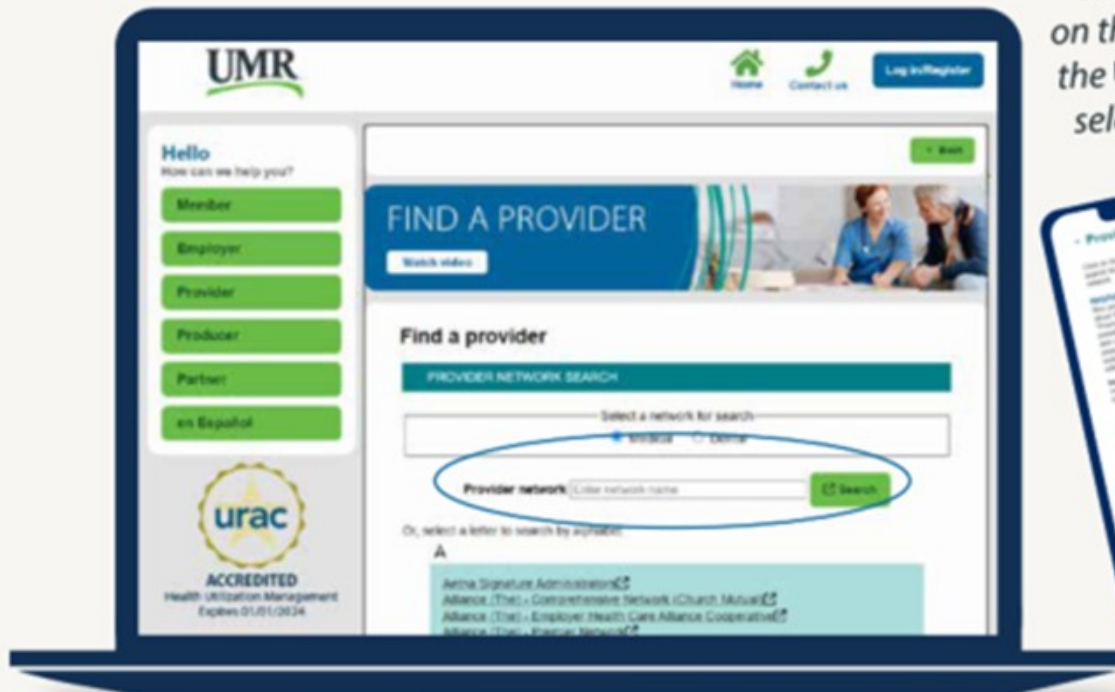 on th
the
sel
UMR
Home
Contact us
Log in/Register
Hello
How can we help you?
Member
Employer
Provider
Producer
Partner
en Español
urac
ACCREDITED
Health Utilization Management
Expires 01/01/2024
Back
FIND A PROVIDER
Watch video
Find a provider
PROVIDER NETWORK SEARCH
Select a network for search
Medical
Dental
Provider network
Enter network name
Search
Or, select a letter to search by alphabet.
A
Aetna Signature Administrators
Alliance (The) - Comprehensive Network (Church Mutual)
Alliance (The) - Employer Health Care Alliance Cooperative
Alliance (The) - Premier Network